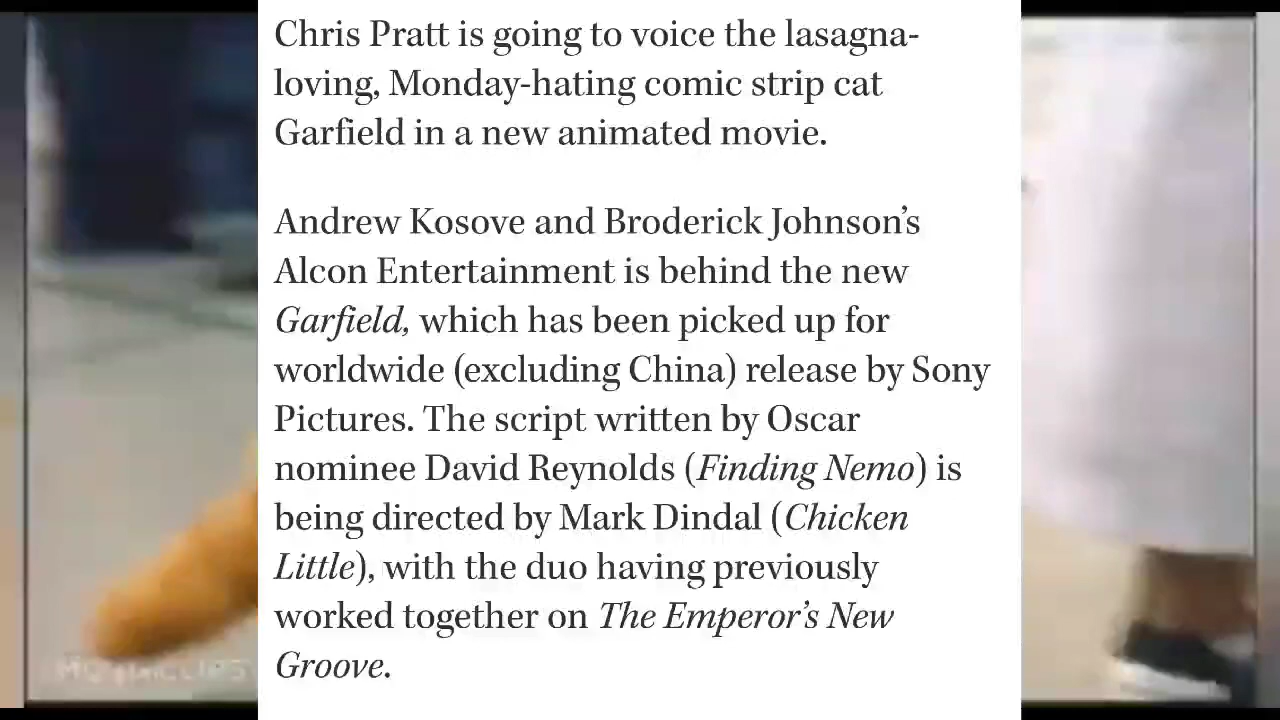 Chris Pratt is going to voice the lasagna-
loving, Monday-hating comic strip cat
Garfield in a new animated movie.
Andrew Kosove and Broderick Johnson’s
Alcon Entertainment is behind the new
Garfield, which has been picked up for
worldwide (excluding China) release by Sony
Pictures. The script written by Oscar
nominee David Reynolds (Finding Nemo) is
being directed by Mark Dindal (Chicken
Little), with the duo having previously
worked together on The Emperor’s New
Groove.